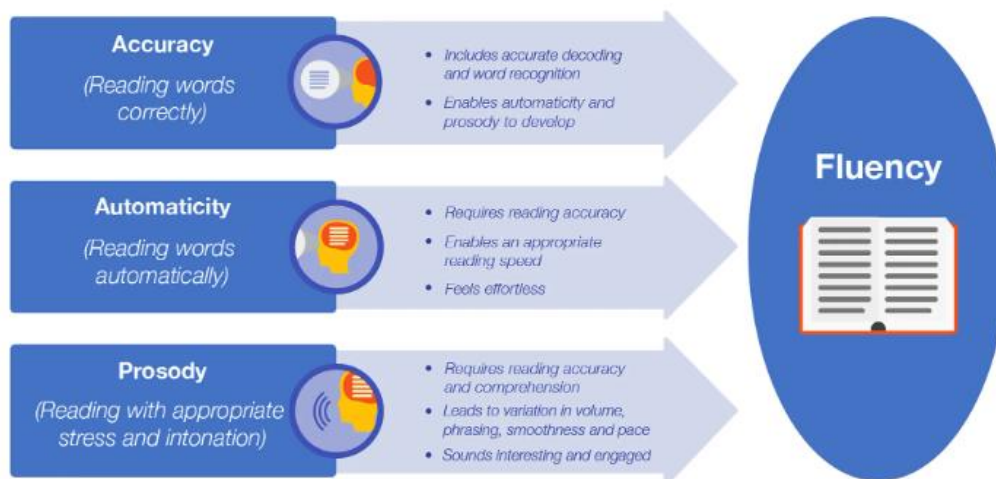 Accuracy
(Reading words
correctly)
• Includes accurate decoding
and word recognition
• Enables automaticity and
prosody to develop
Automaticity
(Reading words
automatically)
• Requires reading accuracy
• Enables an appropriate
reading speed
• Feels effortless
Prosody
(Reading with appropriate
stress and intonation)
• Requires reading accuracy
and comprehension
• Leads to variation in volume,
phrasing, smoothness and pace
• Sounds interesting and engaged
Fluency